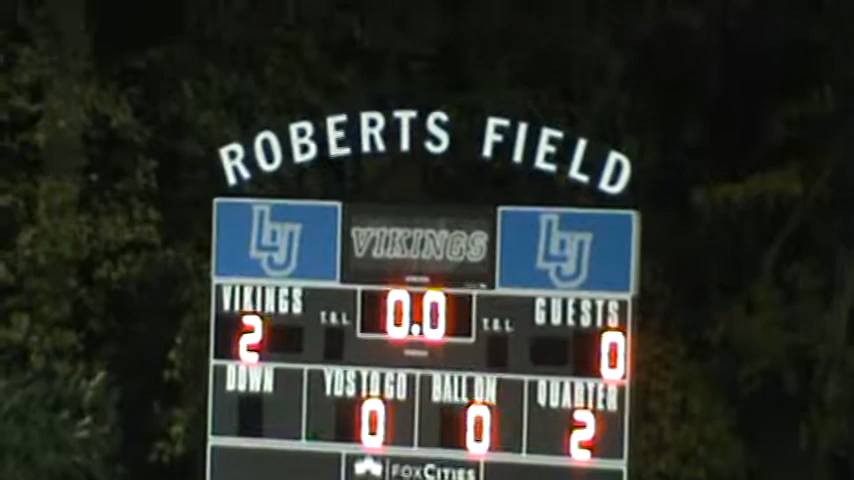 ROBERTS FIELD
LU VIKINGS LU
VIKINGS T.O.L. 0.0 T.O.L. GUESTS
2 0
DOWN YDS TO GO BALL ON QUARTER
0 0 2
FOXCITIES